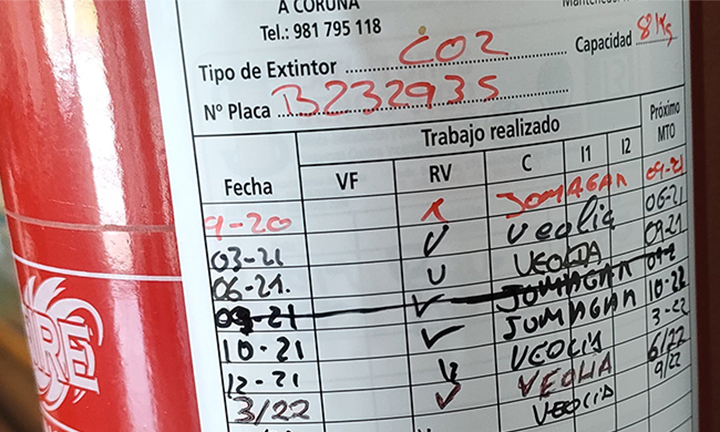 A CORUÑA
Tel.: 981 795 118
Tipo de Extintor CO2 Capacidad 8 Kg
Nº Placa B232935
Trabajo realizado
Próximo MTO
Fecha VF RV C I1 I2
9-20 JOMAGAN 09-21
03-21 veolia 06-21
06-21. VEOLIA 09-21
09-21 JOMAGAN
10-21 JOMAGAN 10-22
12-21 VEOLIA 3-22
3/22 VEOLIA 6/22
VEOLIA 9/22